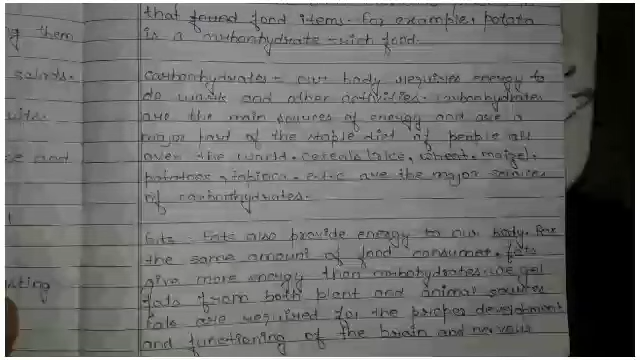 g them
salads.
uits.
ce and
sting
that found food items. For example, potato
is a carbohydrate-rich food.
Carbohydrates - our body requires energy to
do work and other activities. Carbohydrates
are the main sources of energy and are a
major part of the staple diet of people all
over the world. Cereals (rice, wheat, maize),
potatoes, tapioca. e.t.c are the major sources
of carbohydrates.
Fats - Fats also provide energy to our body. For
the same amount of food consumet. fats
give more energy than carbohydrates. We get
fats from both plant and animal sources
Fats are required for the proper development
and functioning of the brain and nervous